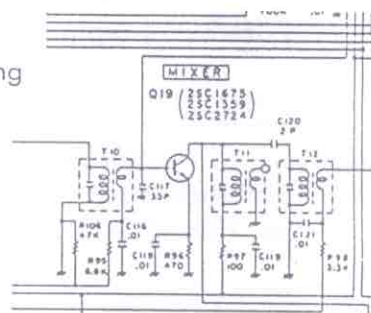 .01
ng
MIXER
Q19
2SC1675
2SC1359
2SC2724
C120
2P
T10
T11
T12
C117
33P
R106
47K
C116
.01
R95
6.8K
C118
.01
R96
470
R97
100
C119
.01
C121
.01
R98
3.3K